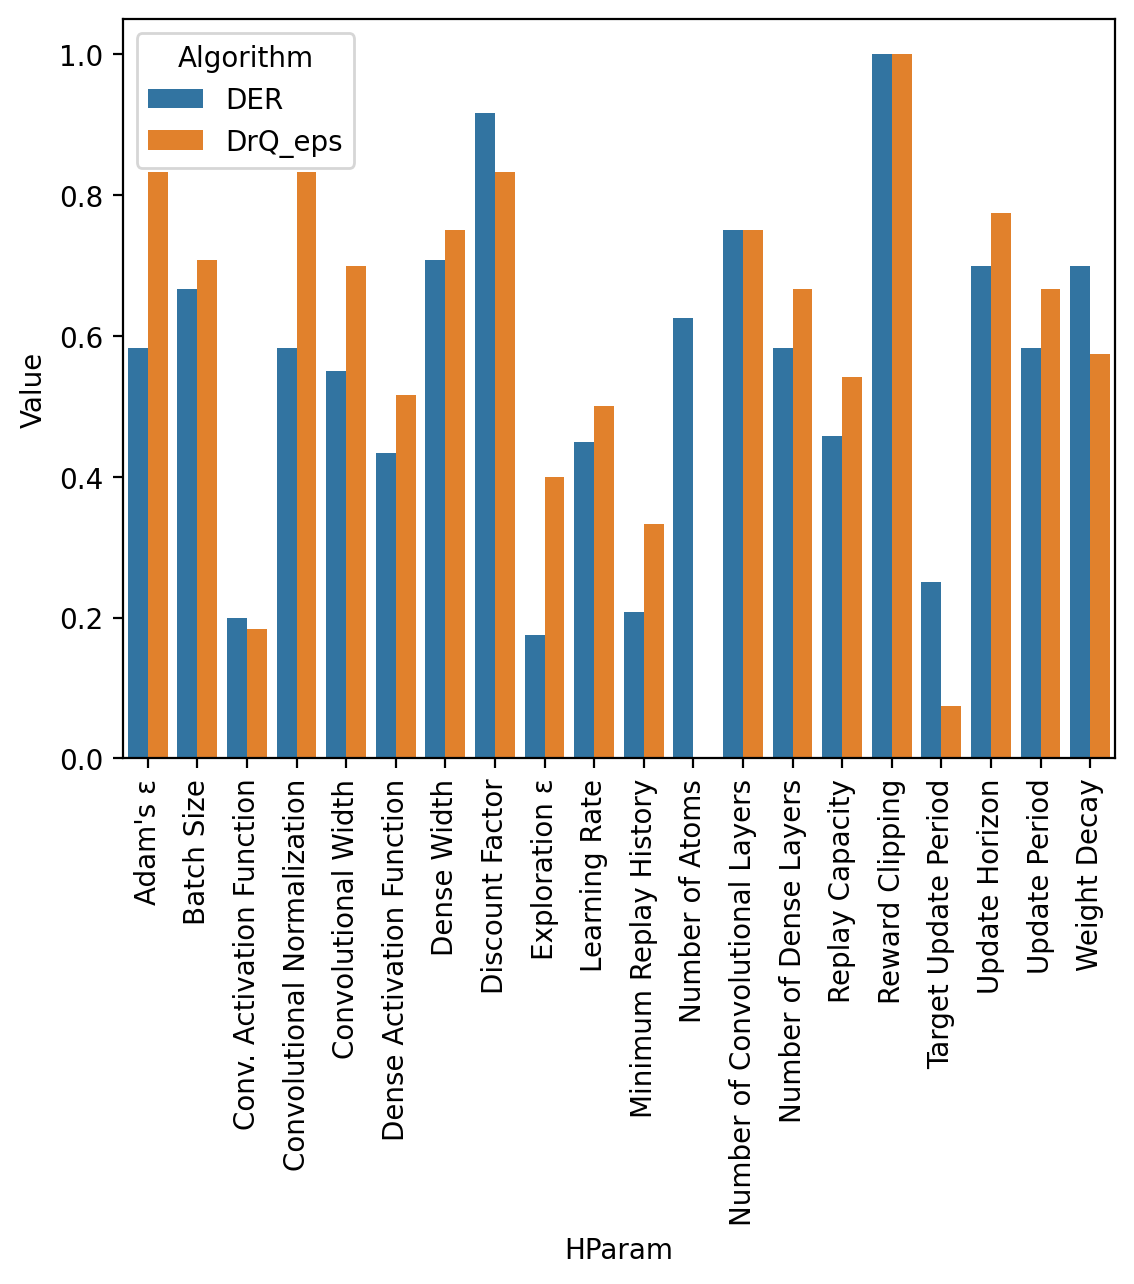 Algorithm
DER
DrQ_eps
1.0
0.8
0.6
0.4
0.2
0.0
Value
Adam's ε
Batch Size
Conv. Activation Function
Convolutional Normalization
Convolutional Width
Dense Activation Function
Dense Width
Discount Factor
Exploration ε
Learning Rate
Minimum Replay History
Number of Atoms
Number of Convolutional Layers
Number of Dense Layers
Replay Capacity
Reward Clipping
Target Update Period
Update Horizon
Update Period
Weight Decay
HParam